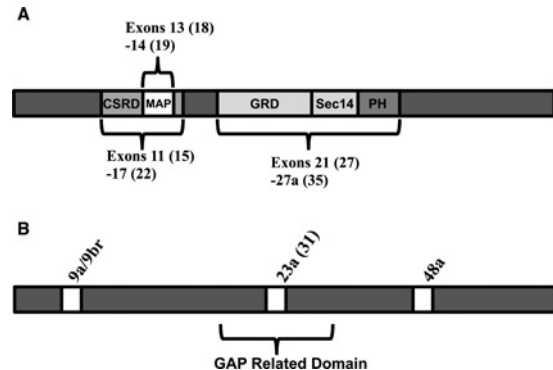 A
Exons 13 (18)
-14 (19)
CSRD MAP GRD Sec14 PH
Exons 11 (15)
-17 (22)
Exons 21 (27)
-27a (35)
B
9a/9br 23a (31) 48a
GAP Related Domain